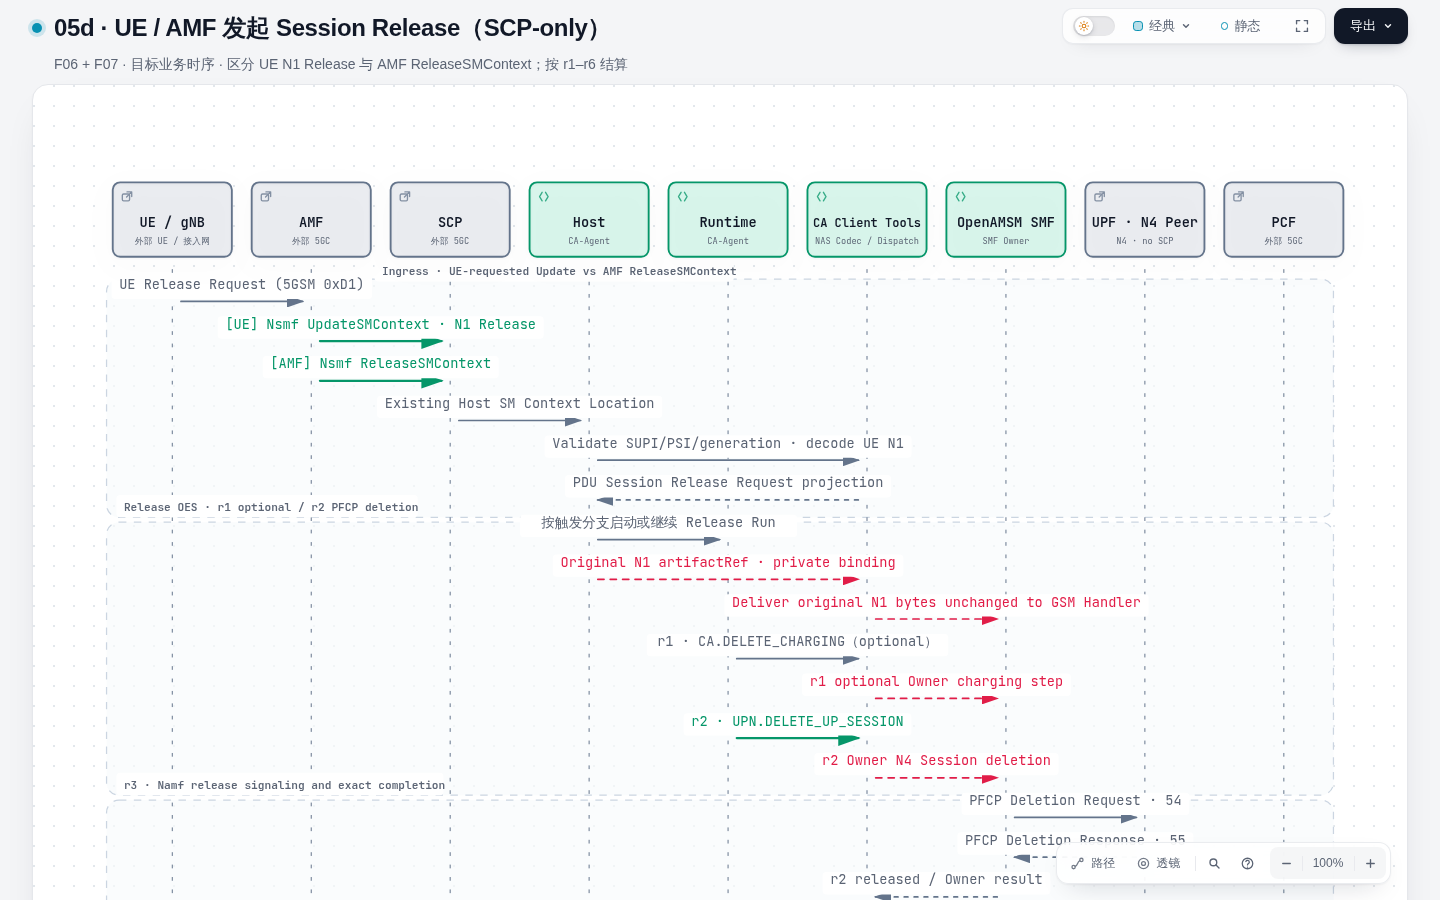 05d · UE / AMF 发起 Session Release（SCP-only）
经典
静态
导出
F06 + F07 · 目标业务时序 · 区分 UE N1 Release 与 AMF ReleaseSMContext；按 r1–r6 结算
UE / gNB
外部 UE / 接入网
AMF
外部 5GC
SCP
外部 5GC
Host
CA-Agent
Runtime
CA-Agent
CA Client Tools
NAS Codec / Dispatch
OpenAMSM SMF
SMF Owner
UPF · N4 Peer
N4 · no SCP
PCF
外部 5GC
Ingress · UE-requested Update vs AMF ReleaseSMContext
UE Release Request (5GSM 0xD1)
[UE] Nsmf UpdateSMContext · N1 Release
[AMF] Nsmf ReleaseSMContext
Existing Host SM Context Location
Validate SUPI/PSI/generation · decode UE N1
PDU Session Release Request projection
Release OES · r1 optional / r2 PFCP deletion
按触发分支启动或继续 Release Run
Original N1 artifactRef · private binding
Deliver original N1 bytes unchanged to GSM Handler
r1 · CA.DELETE_CHARGING（optional）
r1 optional Owner charging step
r2 · UPN.DELETE_UP_SESSION
r2 Owner N4 Session deletion
r3 · Namf release signaling and exact completion
PFCP Deletion Request · 54
PFCP Deletion Response · 55
路径
透镜
100%
r2 released / Owner result